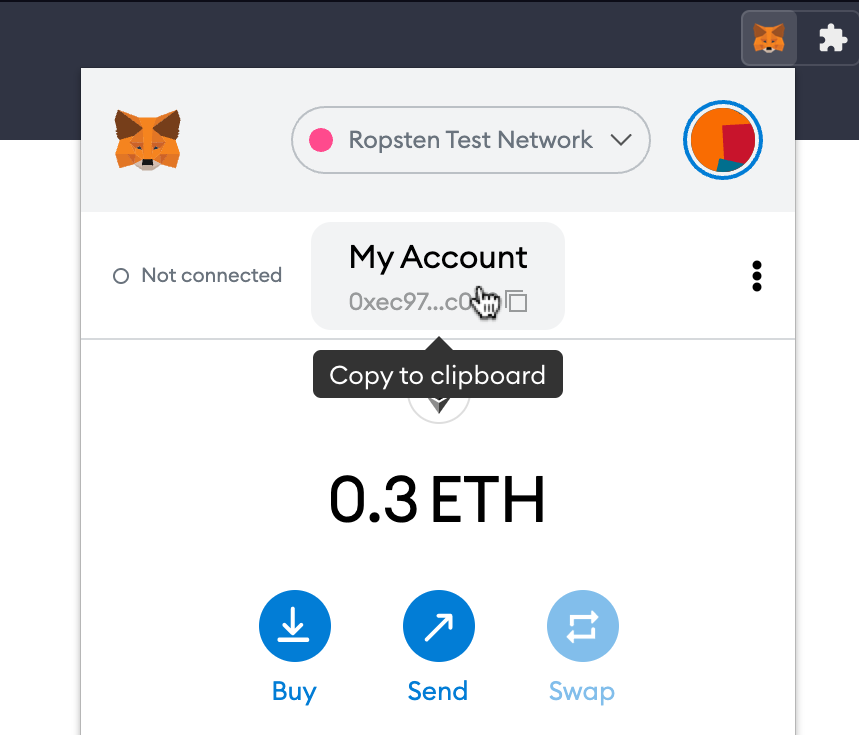 Ropsten Test Network
Not connected
My Account
0xec97...c0
Copy to clipboard
0.3 ETH
Buy
Send
Swap